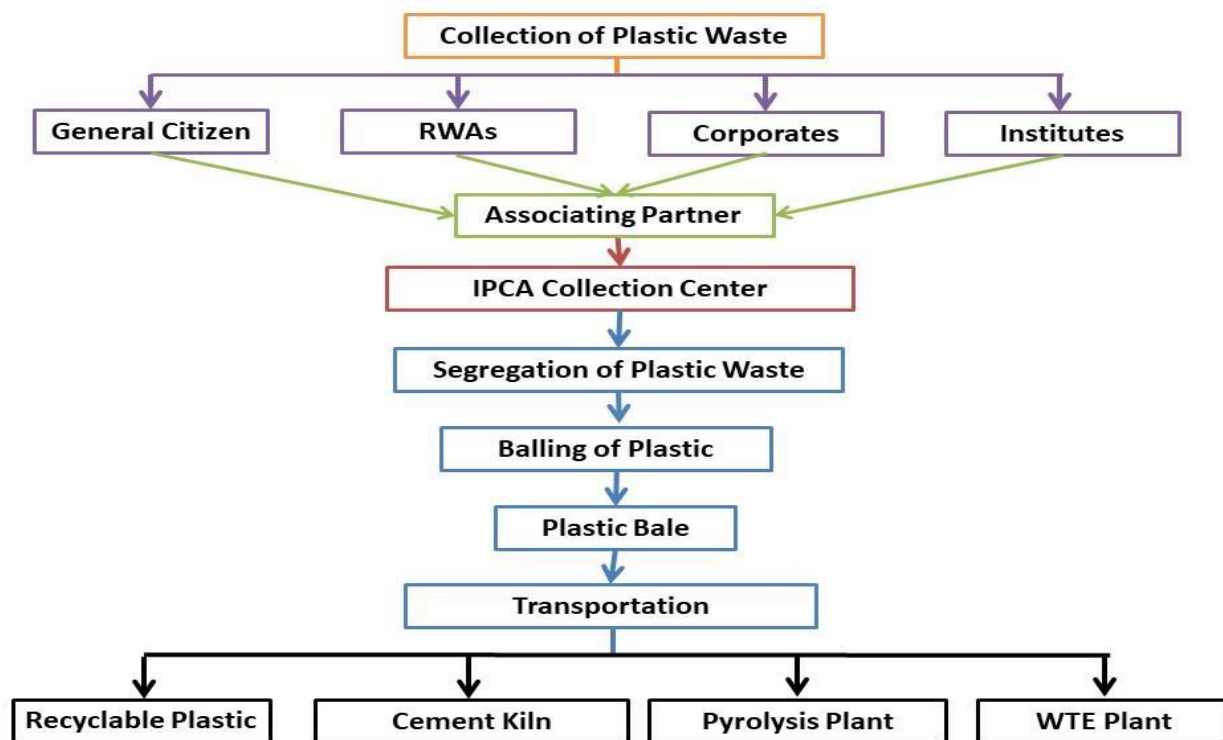 Collection of Plastic Waste
General Citizen
RWAs
Corporates
Institutes
Associating Partner
IPCA Collection Center
Segregation of Plastic Waste
Balling of Plastic
Plastic Bale
Transportation
Recyclable Plastic
Cement Kiln
Pyrolysis Plant
WTE Plant